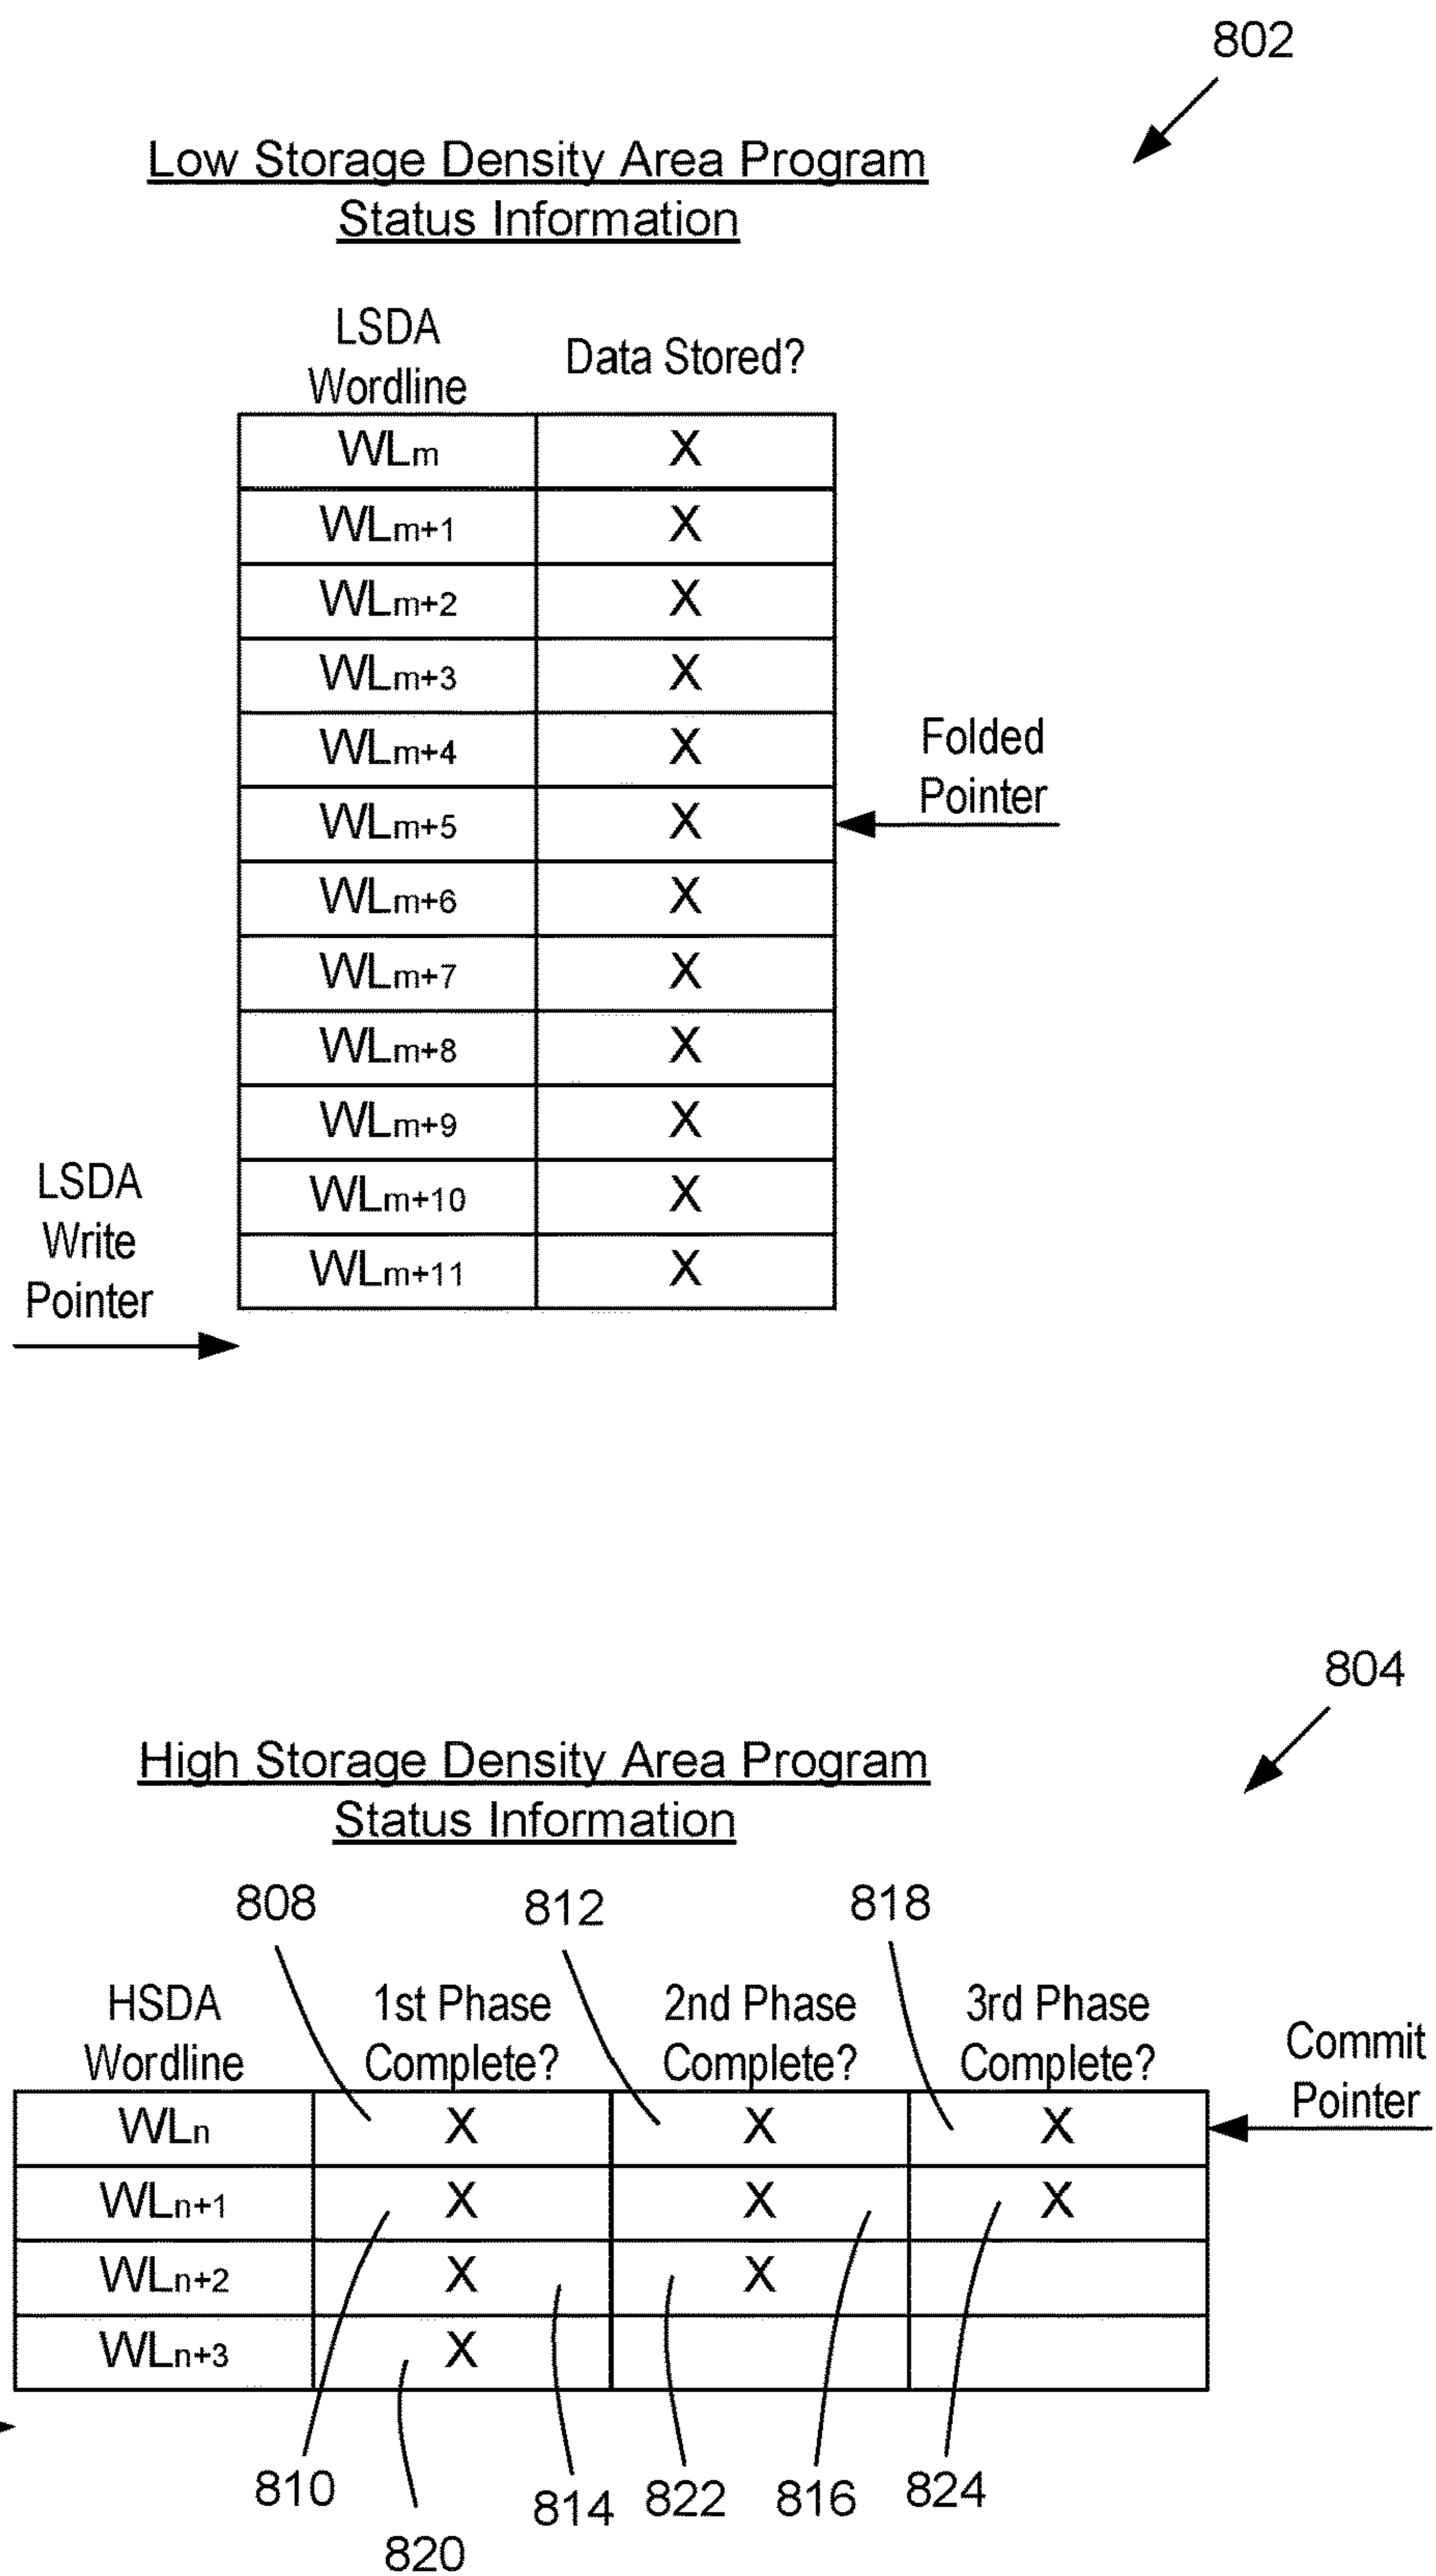 802
Low Storage Density Area Program
Status Information
LSDA
Wordline
Data Stored?
WLm X
WLm+1 X
WLm+2 X
WLm+3 X
WLm+4 X
Folded
Pointer
WLm+5 X
WLm+6 X
WLm+7 X
WLm+8 X
WLm+9 X
WLm+10 X
WLm+11 X
LSDA
Write
Pointer
804
High Storage Density Area Program
Status Information
808 812 818
HSDA
Wordline
1st Phase
Complete?
2nd Phase
Complete?
3rd Phase
Complete?
Commit
Pointer
WLn X X X
WLn+1 X X X
WLn+2 X X
WLn+3 X
810 814 822 816 824
820